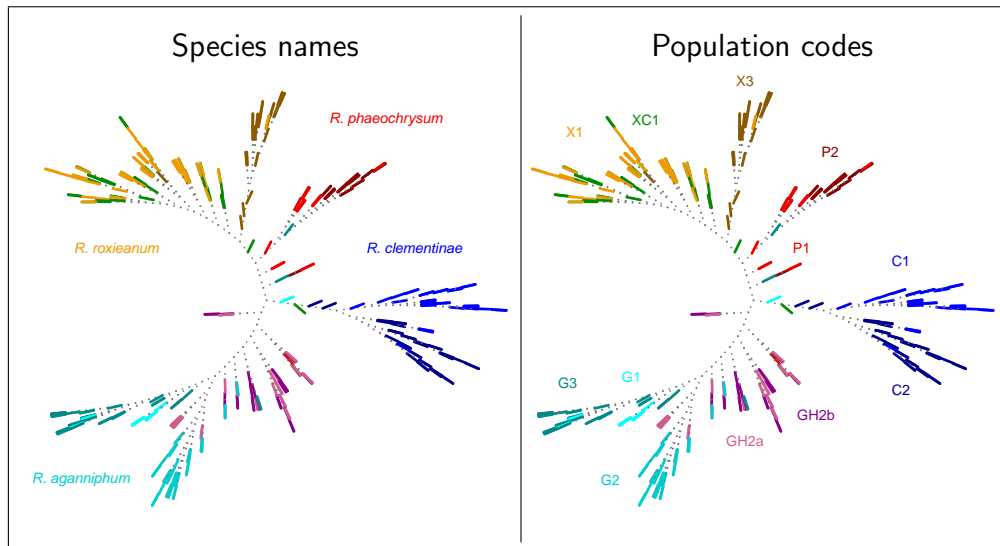 Species names
R. phaeochrysum
R. roxieanum
R. clementinae
R. aganniphum
Population codes
X3
X1
XC1
P2
P1
C1
G3
G1
C2
GH2b
GH2a
G2